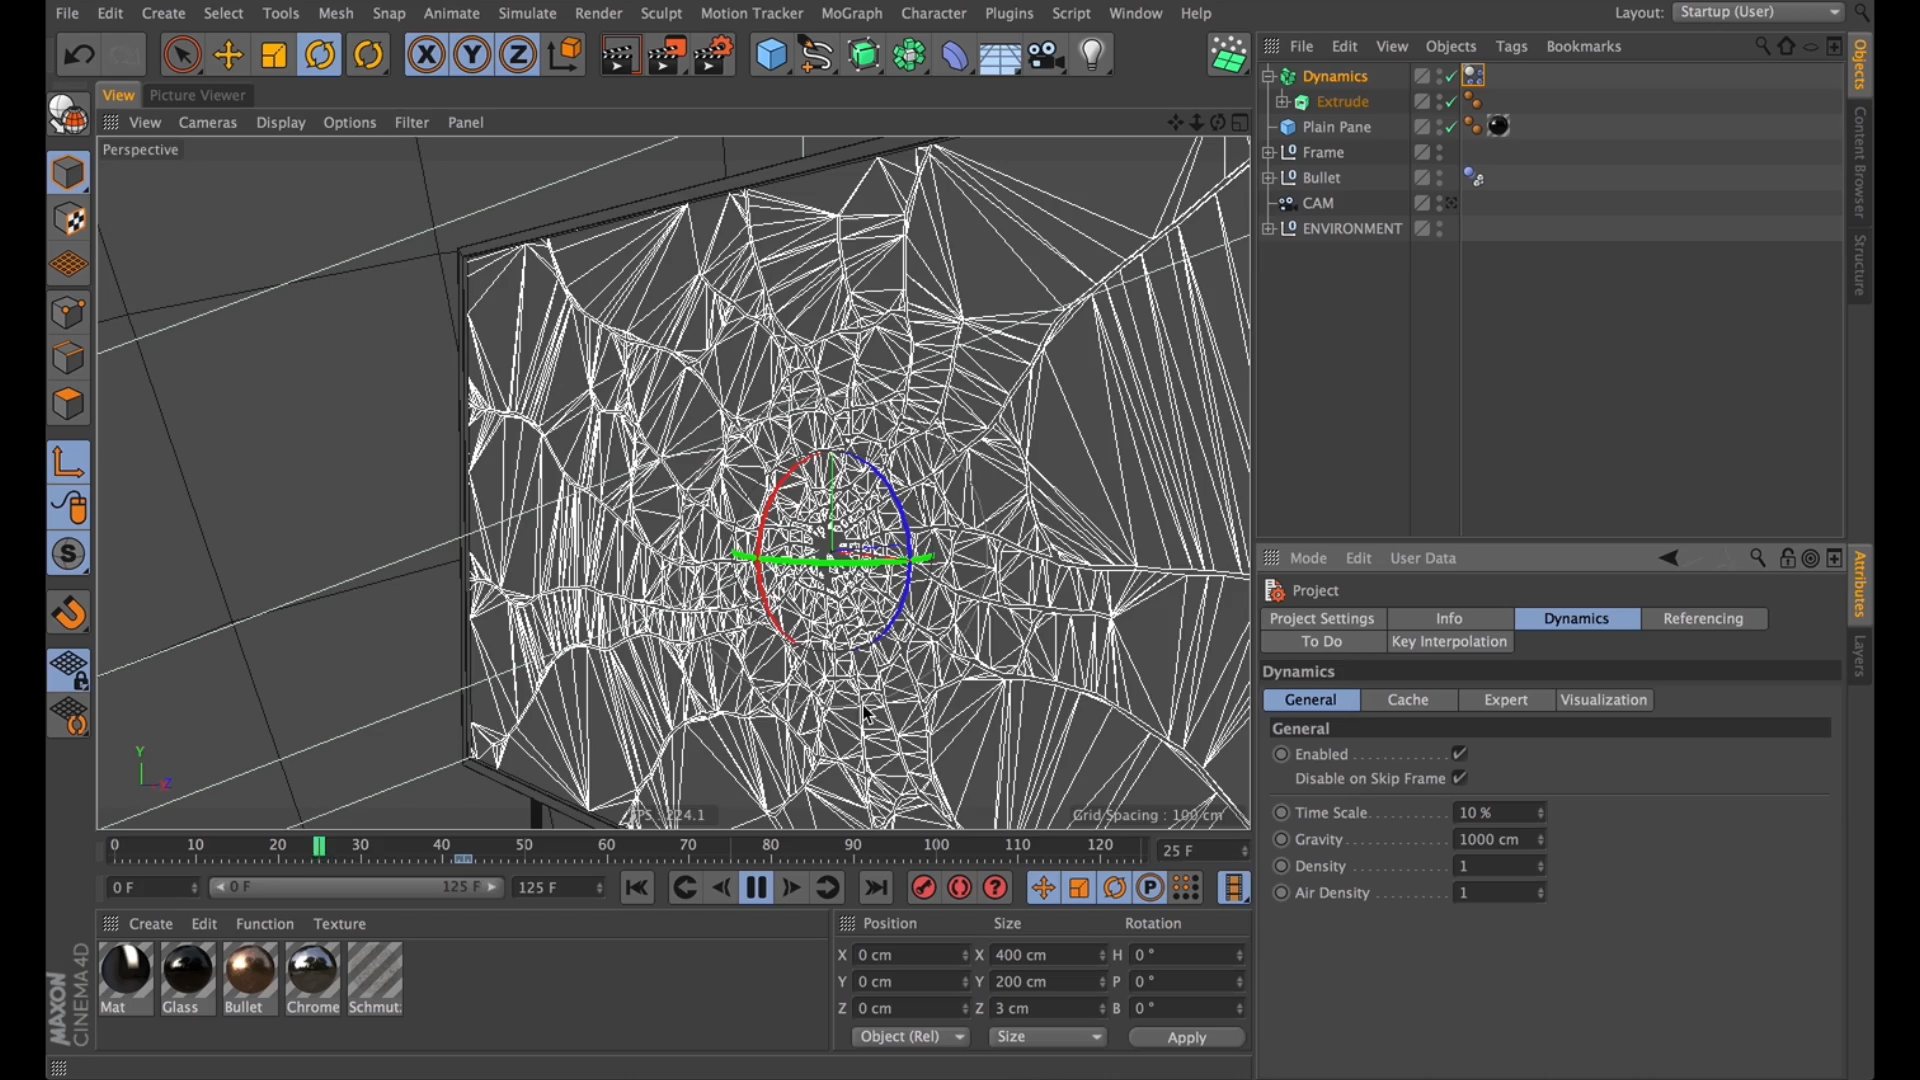 File Edit Create Select Tools Mesh Snap Animate Simulate Render Sculpt Motion Tracker MoGraph Character Plugins Script Window Help Layout: Startup (User)
File Edit View Objects Tags Bookmarks
View Picture Viewer
View Cameras Display Options Filter Panel
Perspective
Dynamics
Extrude
Plain Pane
Frame
Bullet
CAM
ENVIRONMENT
Objects
Content Browser
Structure
X Y Z
S
Y
Z
FPS : 224.1
Grid Spacing : 100 cm
Mode Edit User Data
Project
Project Settings Info Dynamics Referencing
To Do Key Interpolation
Dynamics
General Cache Expert Visualization
General
Enabled
Disable on Skip Frame
Time Scale 10 %
Gravity 1000 cm
Density 1
Air Density 1
Attributes
Layers
0 10 20 30 40 50 60 70 80 90 100 110 120 25 F
0 F 0 F 125 F 125 F
P
Create Edit Function Texture
Mat Glass Bullet Chrome Schmut
Position Size Rotation
X 0 cm X 400 cm H 0 °
Y 0 cm Y 200 cm P 0 °
Z 0 cm Z 3 cm B 0 °
Object (Rel) Size Apply
MAXON
CINEMA 4D